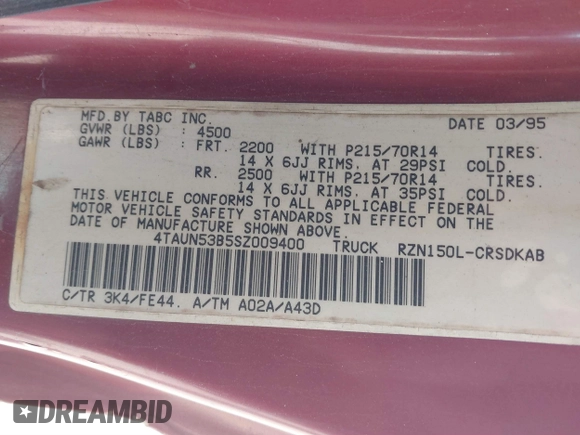 MFD.BY TABC INC. DATE 03/95
GVWR (LBS) : 4500
GAWR (LBS) : FRT. 2200 WITH P215/70R14 TIRES.
14 X 6JJ RIMS. AT 29PSI COLD.
RR. 2500 WITH P215/70R14 TIRES.
14 X 6JJ RIMS. AT 35PSI COLD.
THIS VEHICLE CONFORMS TO ALL APPLICABLE FEDERAL
MOTOR VEHICLE SAFETY STANDARDS IN EFFECT ON THE
DATE OF MANUFACTURE SHOWN ABOVE.
4TAUN53B5SZ009400 TRUCK RZN150L-CRSDKAB
C/TR 3K4/FE44. A/TM A02A/A43D
DREAMBID